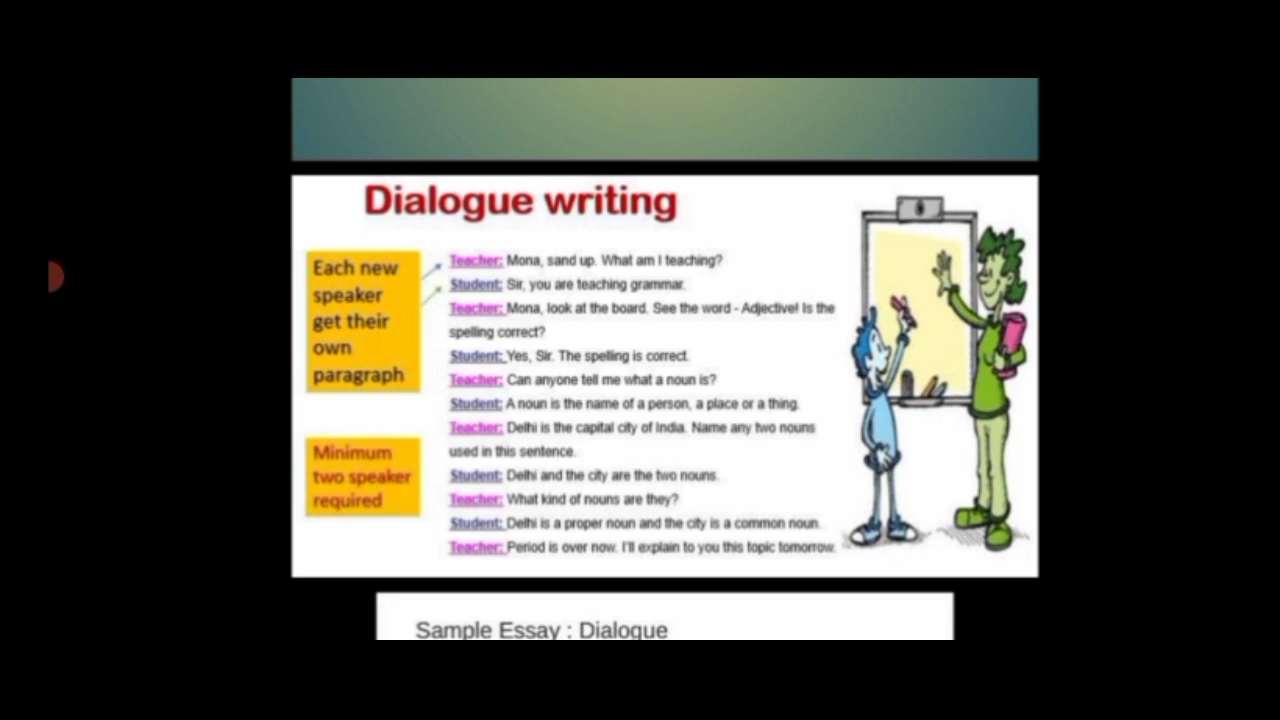 Dialogue writing
Each new
speaker
get their
own
paragraph
Minimum
two speaker
required
Teacher: Mona, sand up. What am I teaching?
Student: Sir, you are teaching grammar.
Teacher: Mona, look at the board. See the word - Adjective! Is the
spelling correct?
Student: Yes, Sir. The spelling is correct.
Teacher: Can anyone tell me what a noun is?
Student: A noun is the name of a person, a place or a thing.
Teacher: Delhi is the capital city of India. Name any two nouns
used in this sentence.
Student: Delhi and the city are the two nouns.
Teacher: What kind of nouns are they?
Student: Delhi is a proper noun and the city is a common noun.
Teacher: Period is over now. I'll explain to you this topic tomorrow.
Sample Essay : Dialogue